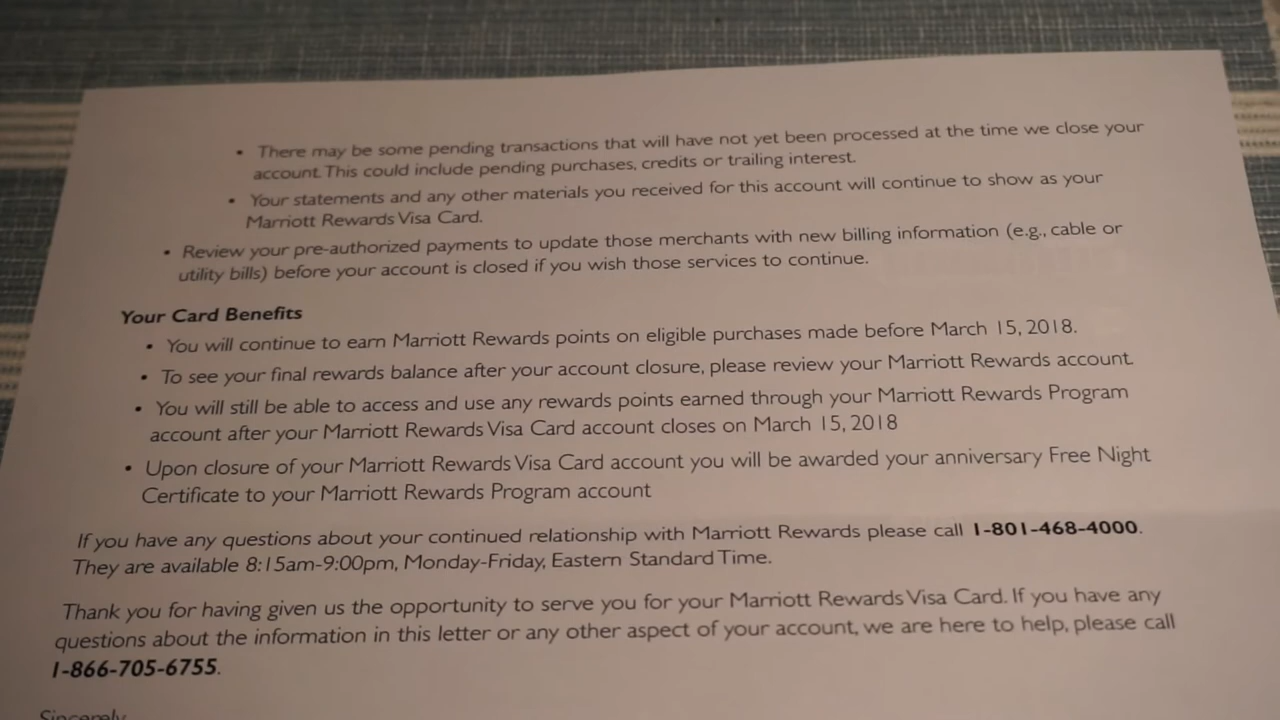 • There may be some pending transactions that will have not yet been processed at the time we close your
account. This could include pending purchases, credits or trailing interest.
• Your statements and any other materials you received for this account will continue to show as your
Marriott Rewards Visa Card.
• Review your pre-authorized payments to update those merchants with new billing information (e.g., cable or
utility bills) before your account is closed if you wish those services to continue.
Your Card Benefits
• You will continue to earn Marriott Rewards points on eligible purchases made before March 15, 2018.
• To see your final rewards balance after your account closure, please review your Marriott Rewards account.
• You will still be able to access and use any rewards points earned through your Marriott Rewards Program
account after your Marriott Rewards Visa Card account closes on March 15, 2018
• Upon closure of your Marriott Rewards Visa Card account you will be awarded your anniversary Free Night
Certificate to your Marriott Rewards Program account
If you have any questions about your continued relationship with Marriott Rewards please call 1-801-468-4000.
They are available 8:15am-9:00pm, Monday-Friday, Eastern Standard Time.
Thank you for having given us the opportunity to serve you for your Marriott Rewards Visa Card. If you have any
questions about the information in this letter or any other aspect of your account, we are here to help, please call
1-866-705-6755.
Sincerely